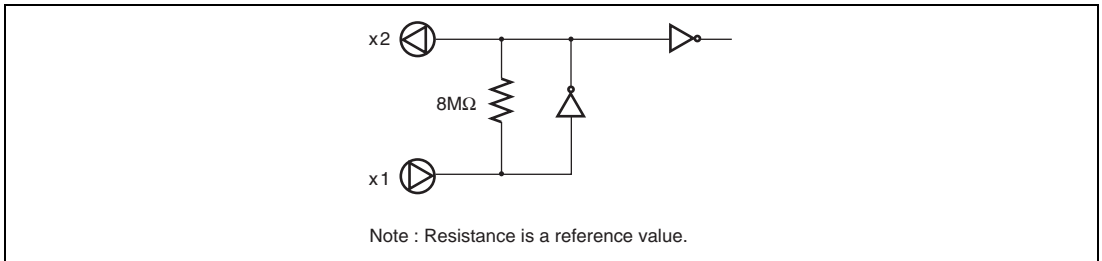 x2
8MΩ
x1
Note : Resistance is a reference value.